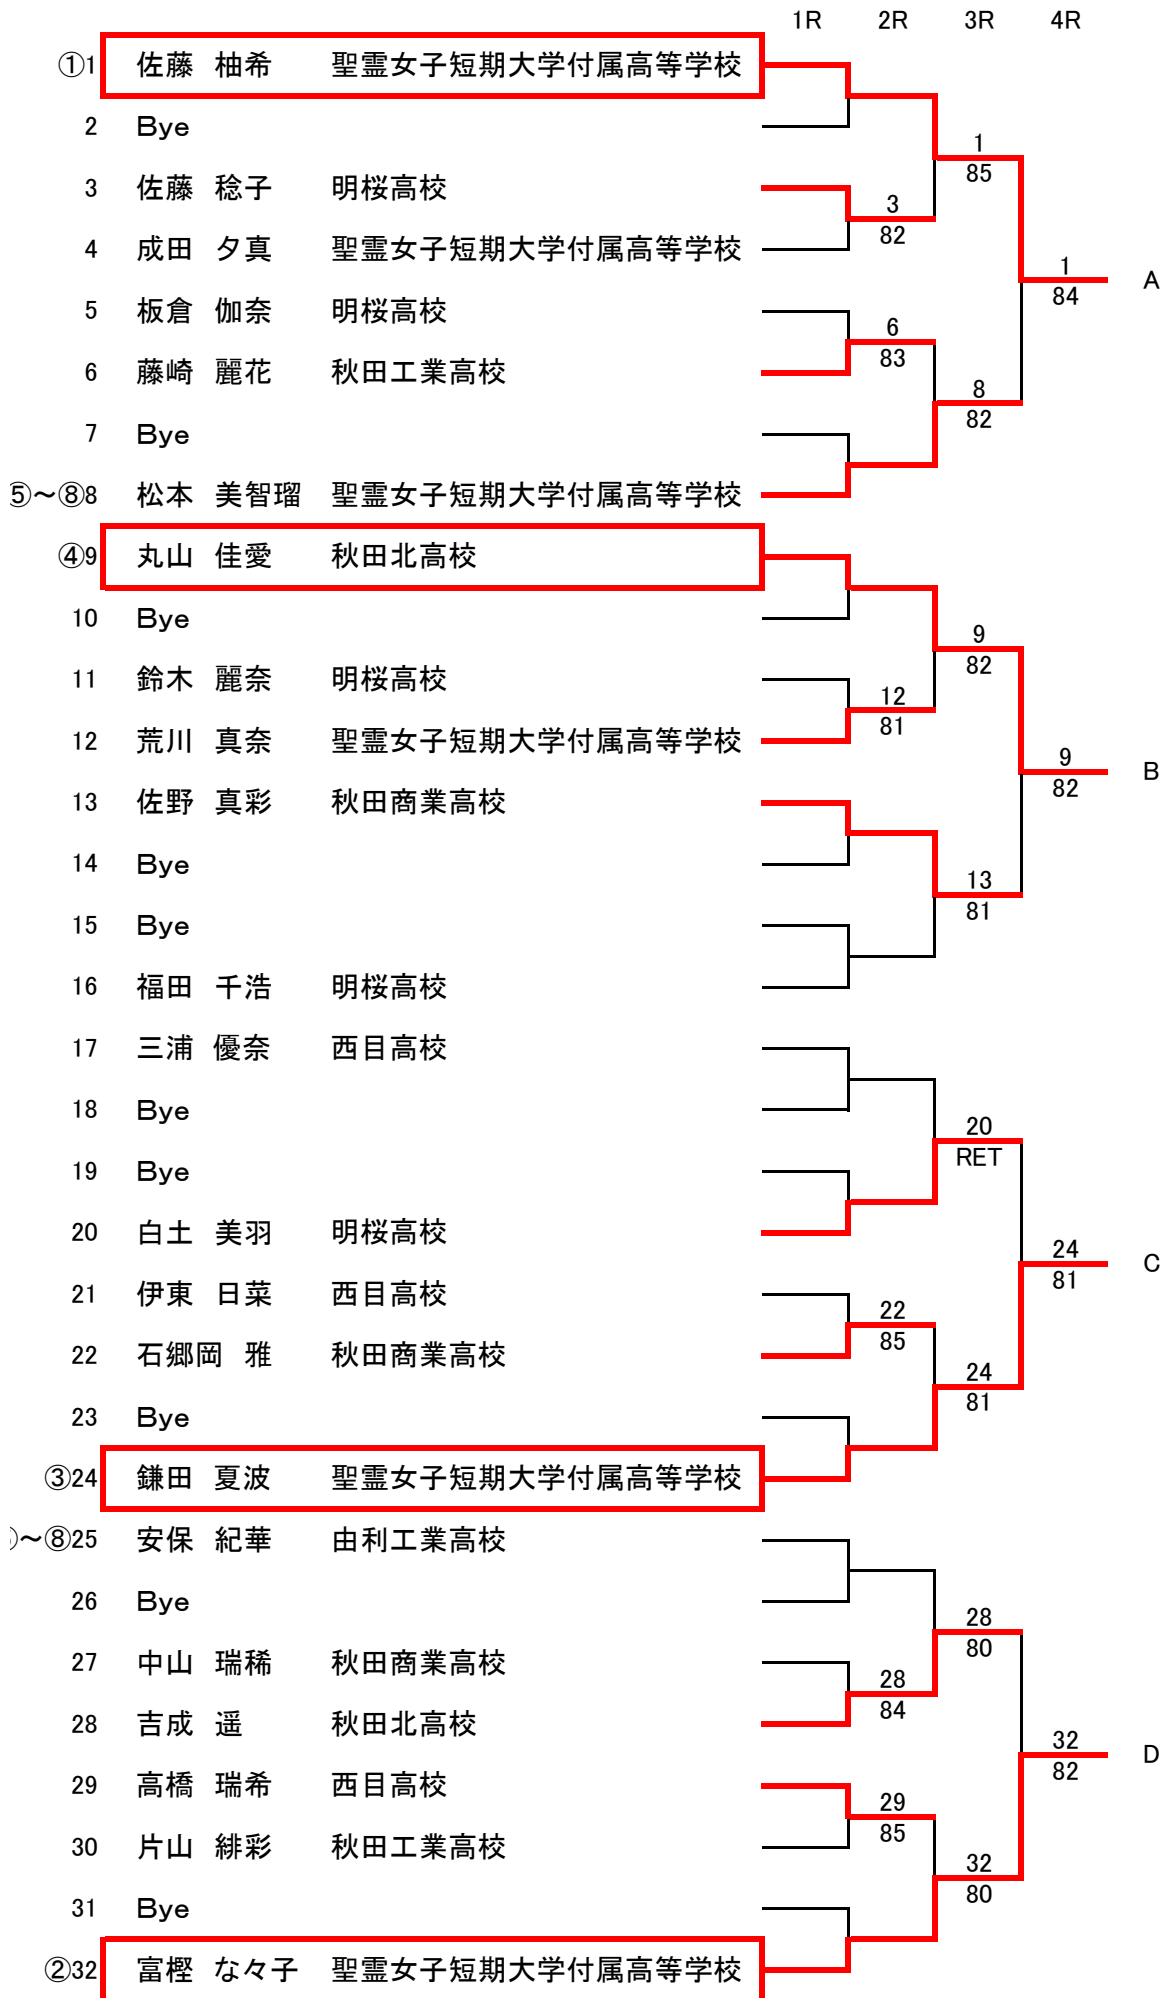 1R 2R 3R 4R
①1 佐藤 柚希 聖霊女子短期大学付属高等学校
2 Bye
1
85
3 佐藤 稔子 明桜高校
3
82
4 成田 夕真 聖霊女子短期大学付属高等学校
1
84
A
5 板倉 伽奈 明桜高校
6
83
6 藤崎 麗花 秋田工業高校
8
82
7 Bye
⑤～⑧8 松本 美智瑠 聖霊女子短期大学付属高等学校
④9 丸山 佳愛 秋田北高校
10 Bye
9
82
11 鈴木 麗奈 明桜高校
12
81
12 荒川 真奈 聖霊女子短期大学付属高等学校
9
82
B
13 佐野 真彩 秋田商業高校
14 Bye
13
81
15 Bye
16 福田 千浩 明桜高校
17 三浦 優奈 西目高校
18 Bye
20
RET
19 Bye
20 白土 美羽 明桜高校
24
81
C
21 伊東 日菜 西目高校
22
85
22 石郷岡 雅 秋田商業高校
24
81
23 Bye
③24 鎌田 夏波 聖霊女子短期大学付属高等学校
～⑧25 安保 紀華 由利工業高校
26 Bye
28
80
27 中山 瑞稀 秋田商業高校
28
84
28 吉成 遥 秋田北高校
32
82
D
29 高橋 瑞希 西目高校
29
85
30 片山 緋彩 秋田工業高校
32
80
31 Bye
②32 富樫 な々子 聖霊女子短期大学付属高等学校